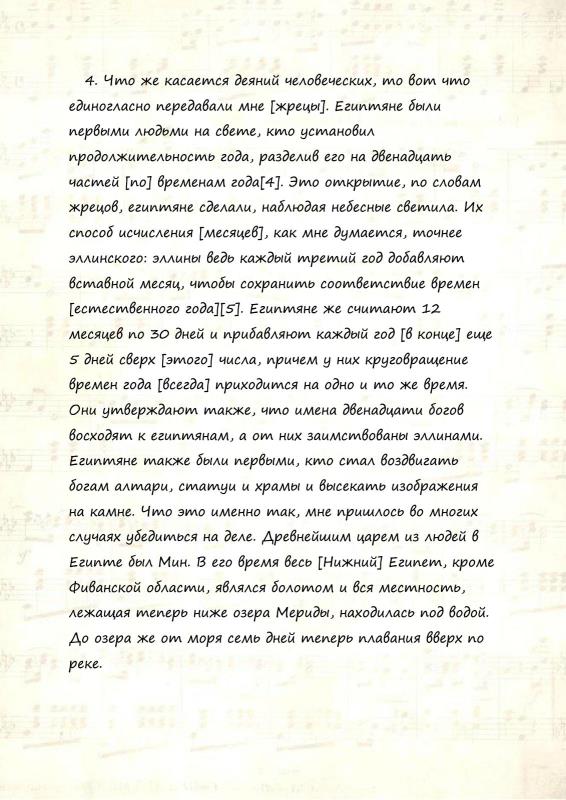 4. Что же касается деяний человеческих, то вот что
единогласно передавали мне [жрецы]. Египтяне были
первыми людьми на свете, кто установил
продолжительность года, разделив его на двенадцать
частей [по] временам года[4]. Это открытие, по словам
жрецов, египтяне сделали, наблюдая небесные светила. Их
способ исчисления [месяцев], как мне думается, точнее
эллинского: эллины ведь каждый третий год добавляют
вставной месяц, чтобы сохранить соответствие времен
[естественного года][5]. Египтяне же считают 12
месяцев по 30 дней и прибавляют каждый год [в конце] еще
5 дней сверх [этого] числа, причем у них круговращение
времен года [всегда] приходится на одно и то же время.
Они утверждают также, что имена двенадцати богов
восходят к египтянам, а от них заимствованы эллинами.
Египтяне также были первыми, кто стал воздвигать
богам алтари, статуи и храмы и высекать изображения
на камне. Что это именно так, мне пришлось во многих
случаях убедиться на деле. Древнейшим царем из людей в
Египте был Мин. В его время весь [Нижний] Египет, кроме
Фиванской области, являлся болотом и вся местность,
лежащая теперь ниже озера Мериды, находилась под водой.
До озера же от моря семь дней теперь плавания вверх по
реке.